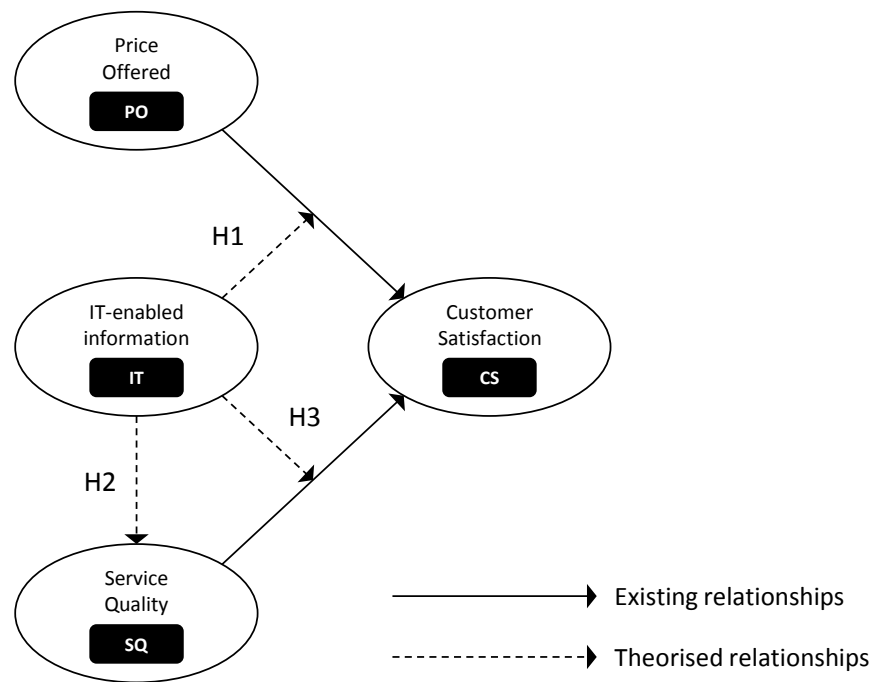 Price
Offered
PO
H1
IT-enabled
information
IT
Customer
Satisfaction
CS
H3
H2
Service
Quality
SQ
Existing relationships
Theorised relationships